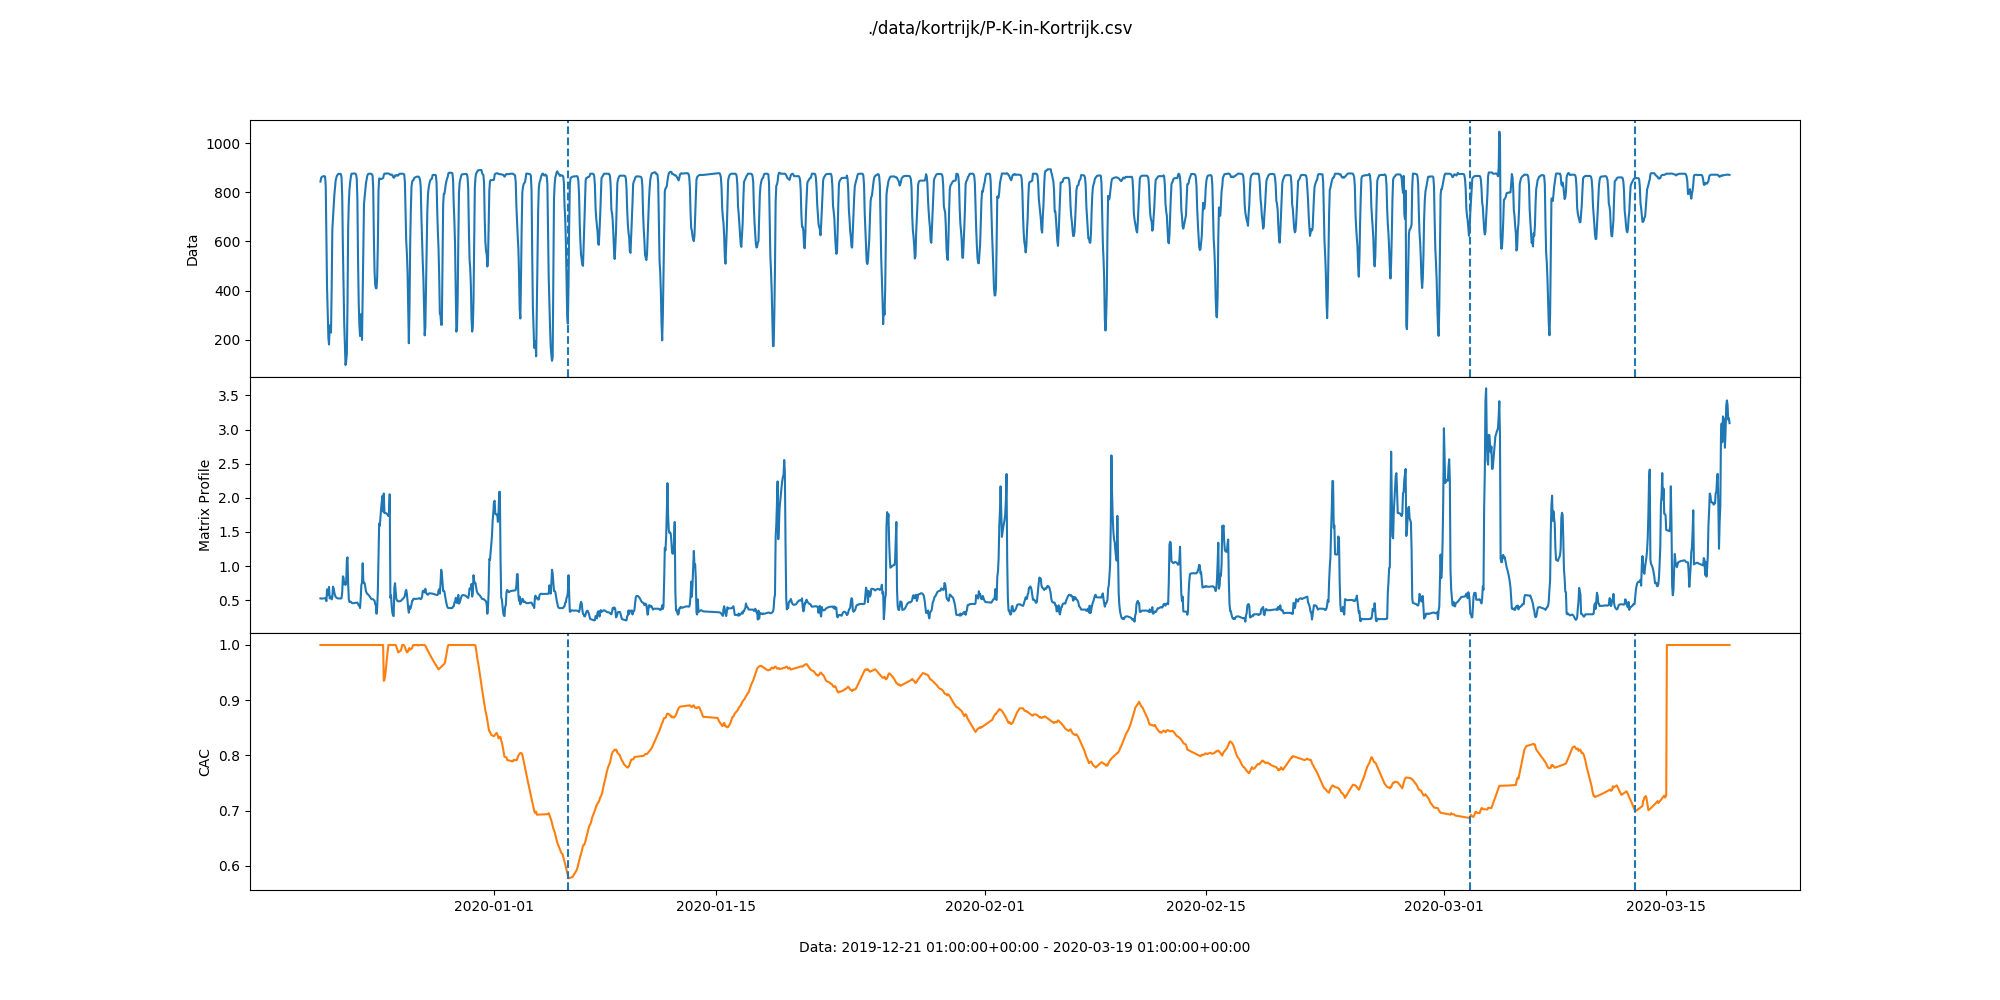 ./data/kortrijk/P-K-in-Kortrijk.csv
1000
800
600
400
200
Data
3.5
3.0
2.5
2.0
1.5
1.0
0.5
Matrix Profile
1.0
0.9
0.8
0.7
0.6
CAC
2020-01-01 2020-01-15 2020-02-01 2020-02-15 2020-03-01 2020-03-15
Data: 2019-12-21 01:00:00+00:00 - 2020-03-19 01:00:00+00:00